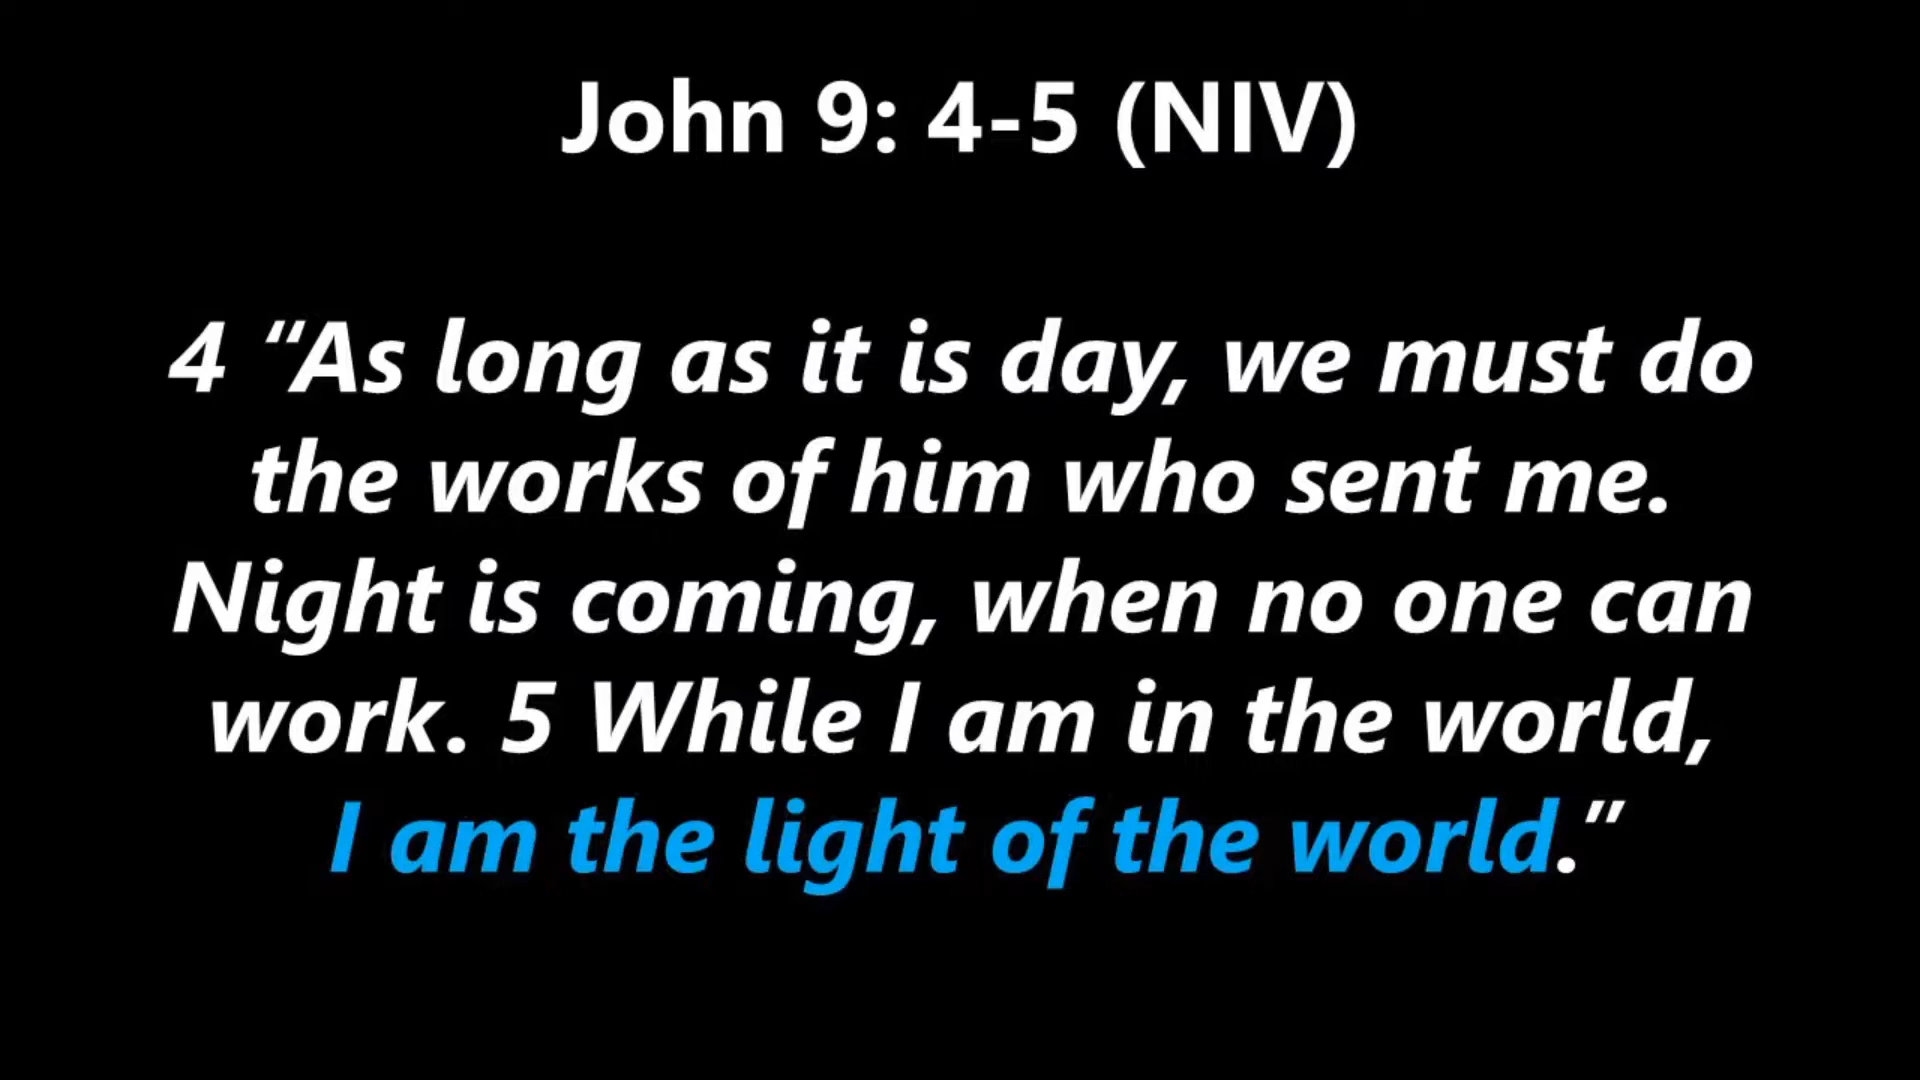 John 9: 4-5 (NIV)
4 “As long as it is day, we must do
the works of him who sent me.
Night is coming, when no one can
work. 5 While I am in the world,
I am the light of the world.”